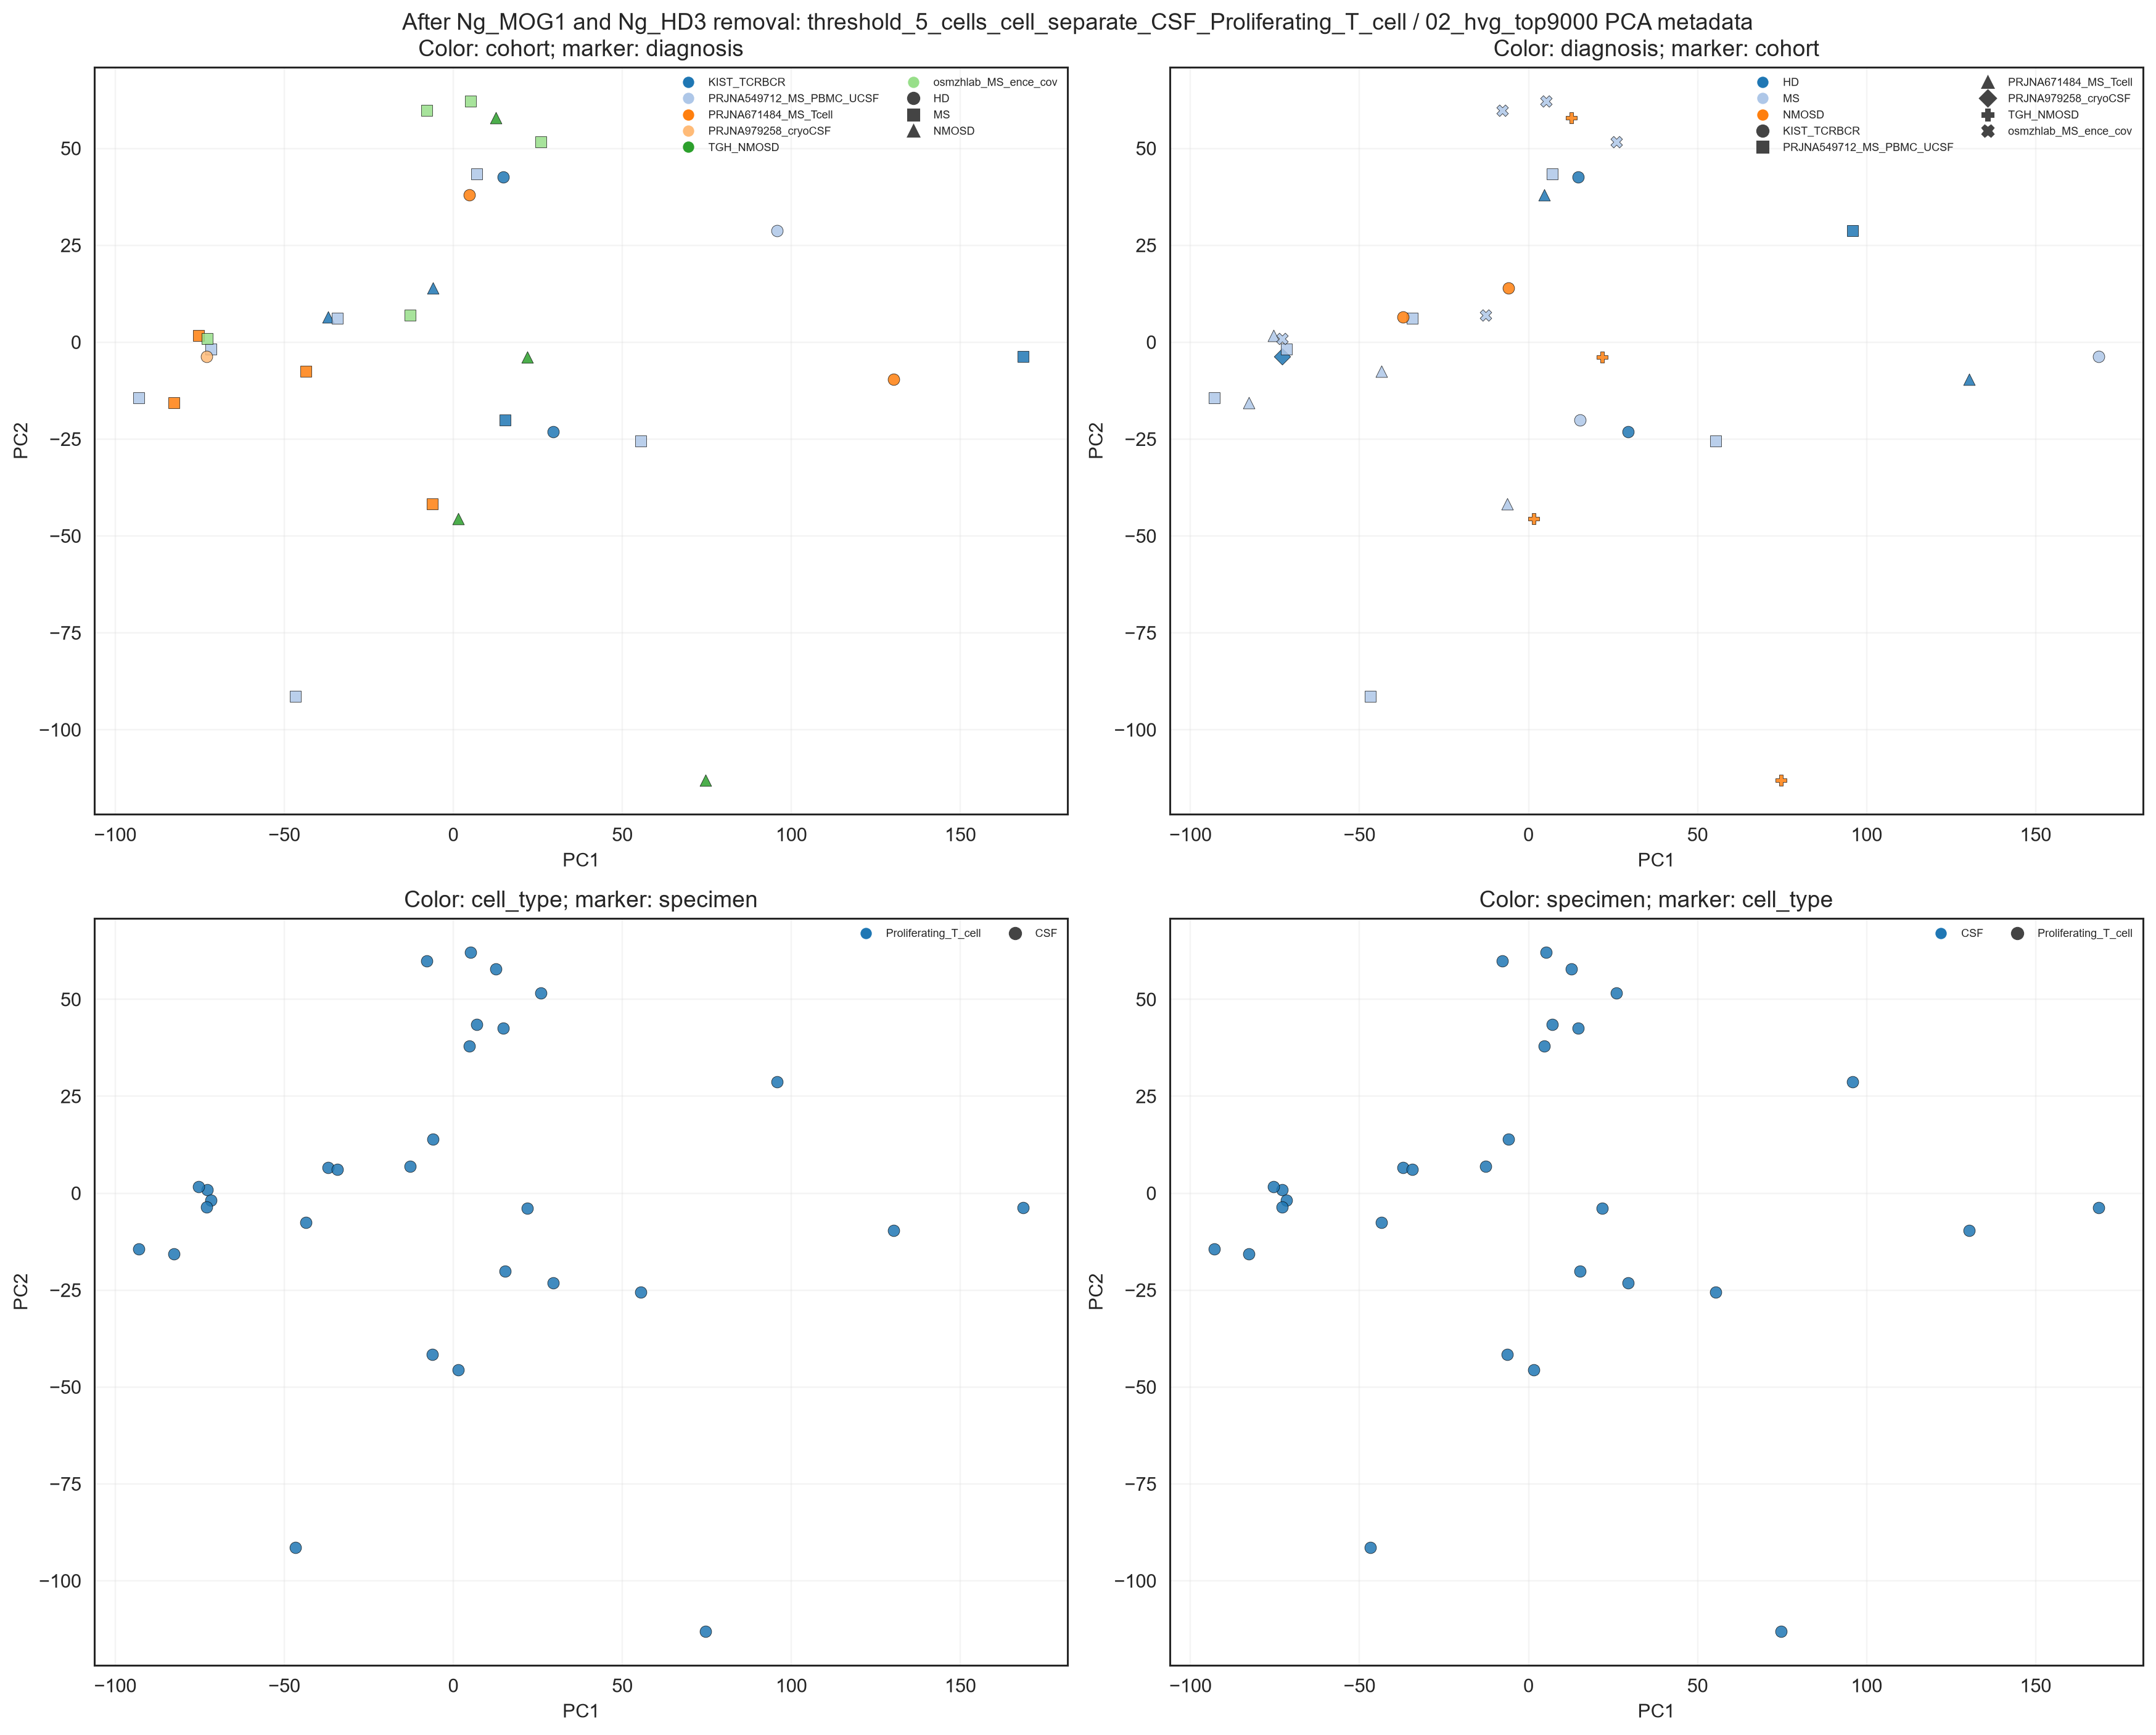 After Ng_MOG1 and Ng_HD3 removal: threshold_5_cells_cell_separate_CSF_Proliferating_T_cell / 02_hvg_top9000 PCA metadata
Color: cohort; marker: diagnosis
KIST_TCRBCR
PRJNA549712_MS_PBMC_UCSF
PRJNA671484_MS_Tcell
PRJNA979258_cryoCSF
TGH_NMOSD
osmzhlab_MS_ence_cov
HD
MS
NMOSD
50
25
0
−25
−50
−75
−100
PC2
−100
−50
0
50
100
150
PC1
Color: diagnosis; marker: cohort
HD
MS
NMOSD
KIST_TCRBCR
PRJNA549712_MS_PBMC_UCSF
PRJNA671484_MS_Tcell
PRJNA979258_cryoCSF
TGH_NMOSD
osmzhlab_MS_ence_cov
50
25
0
−25
−50
−75
−100
PC2
−100
−50
0
50
100
150
PC1
Color: cell_type; marker: specimen
Proliferating_T_cell
CSF
50
25
0
−25
−50
−75
−100
PC2
−100
−50
0
50
100
150
PC1
Color: specimen; marker: cell_type
CSF
Proliferating_T_cell
50
25
0
−25
−50
−75
−100
PC2
−100
−50
0
50
100
150
PC1